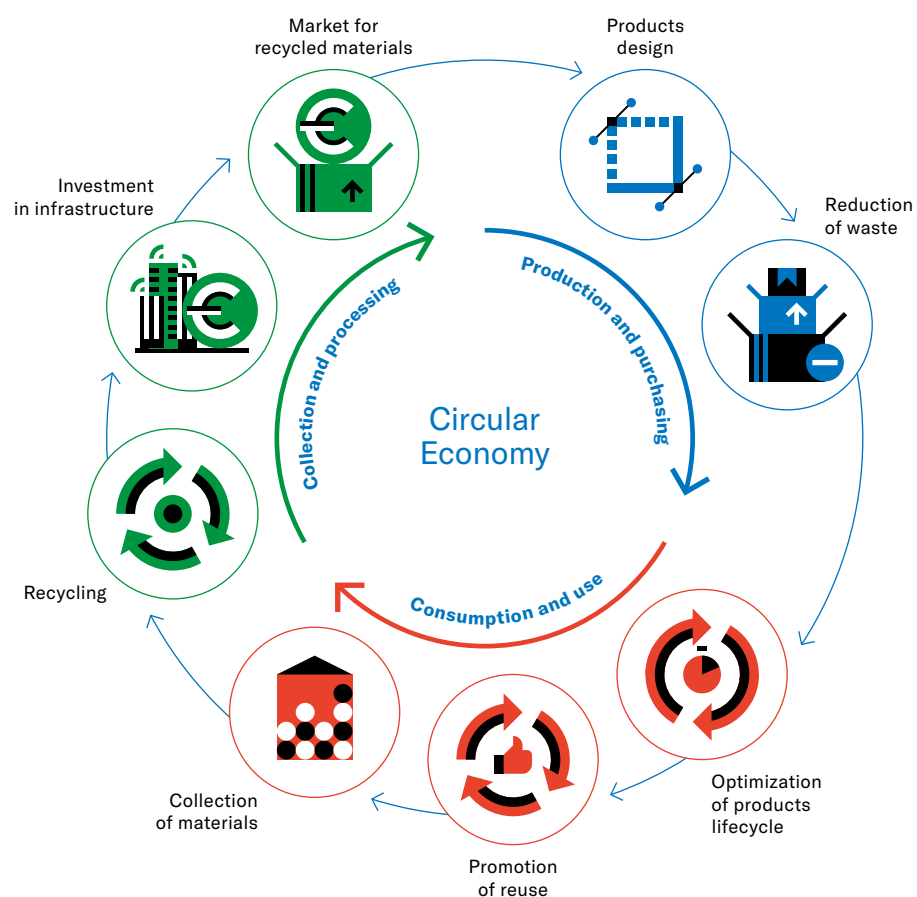 Market for
recycled materials
Products
design
Investment
in infrastructure
Reduction
of waste
Collection and processing
Production and purchasing
Circular
Economy
Consumption and use
Recycling
Collection
of materials
Optimization
of products
lifecycle
Promotion
of reuse